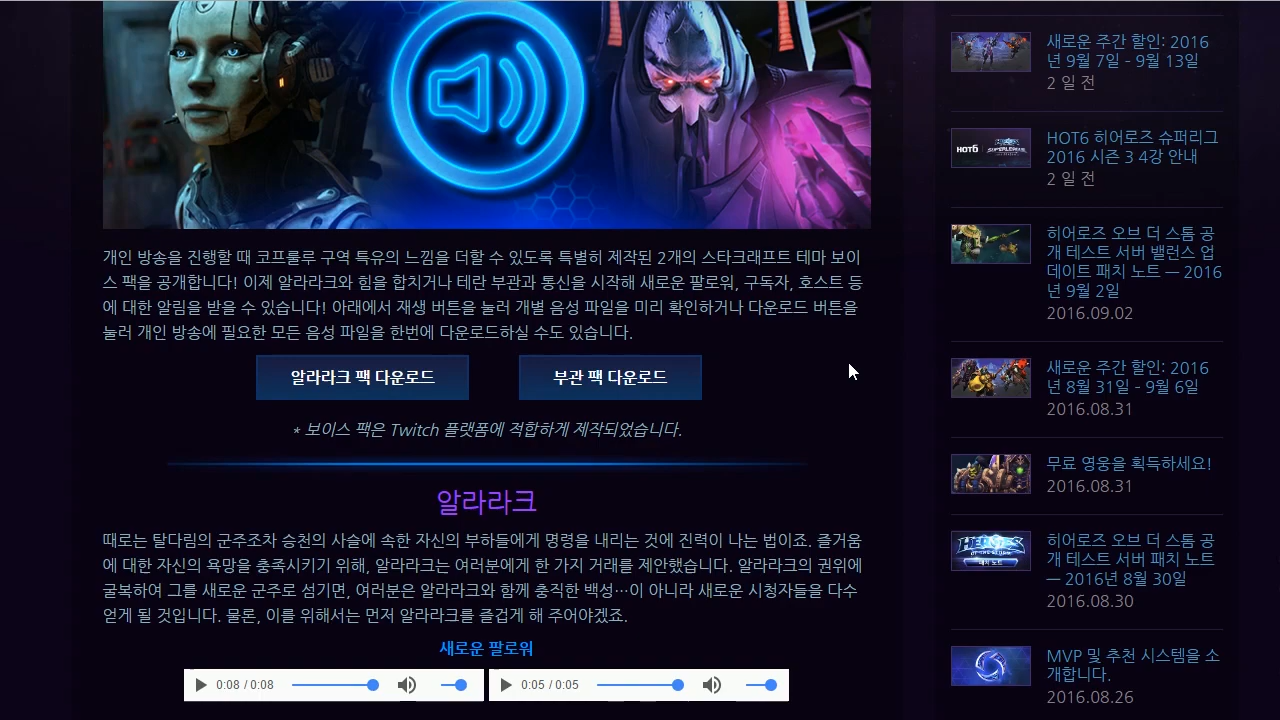 개인 방송을 진행할 때 코프룰루 구역 특유의 느낌을 더할 수 있도록 특별히 제작된 2개의 스타크래프트 테마 보이
스 팩을 공개합니다! 이제 알라라크와 힘을 합치거나 테란 부관과 통신을 시작해 새로운 팔로워, 구독자, 호스트 등
에 대한 알림을 받을 수 있습니다! 아래에서 재생 버튼을 눌러 개별 음성 파일을 미리 확인하거나 다운로드 버튼을
눌러 개인 방송에 필요한 모든 음성 파일을 한번에 다운로드하실 수도 있습니다.
알라라크 팩 다운로드
부관 팩 다운로드
* 보이스 팩은 Twitch 플랫폼에 적합하게 제작되었습니다.
알라라크
때로는 탈다림의 군주조차 승천의 사슬에 속한 자신의 부하들에게 명령을 내리는 것에 진력이 나는 법이죠. 즐거움
에 대한 자신의 욕망을 충족시키기 위해, 알라라크는 여러분에게 한 가지 거래를 제안했습니다. 알라라크의 권위에
굴복하여 그를 새로운 군주로 섬기면, 여러분은 알라라크와 함께 충직한 백성…이 아니라 새로운 시청자들을 다수
얻게 될 것입니다. 물론, 이를 위해서는 먼저 알라라크를 즐겁게 해 주어야겠죠.
새로운 팔로워
0:08 / 0:08
0:05 / 0:05
새로운 주간 할인: 2016
년 9월 7일 - 9월 13일
2 일 전
HOT6
HOT6 히어로즈 슈퍼리그
2016 시즌 3 4강 안내
2 일 전
히어로즈 오브 더 스톰 공
개 테스트 서버 밸런스 업
데이트 패치 노트 — 2016
년 9월 2일
2016.09.02
새로운 주간 할인: 2016
년 8월 31일 - 9월 6일
2016.08.31
무료 영웅을 획득하세요!
2016.08.31
HEROES
패치 노트
히어로즈 오브 더 스톰 공
개 테스트 서버 패치 노트
— 2016년 8월 30일
2016.08.30
MVP 및 추천 시스템을 소
개합니다.
2016.08.26